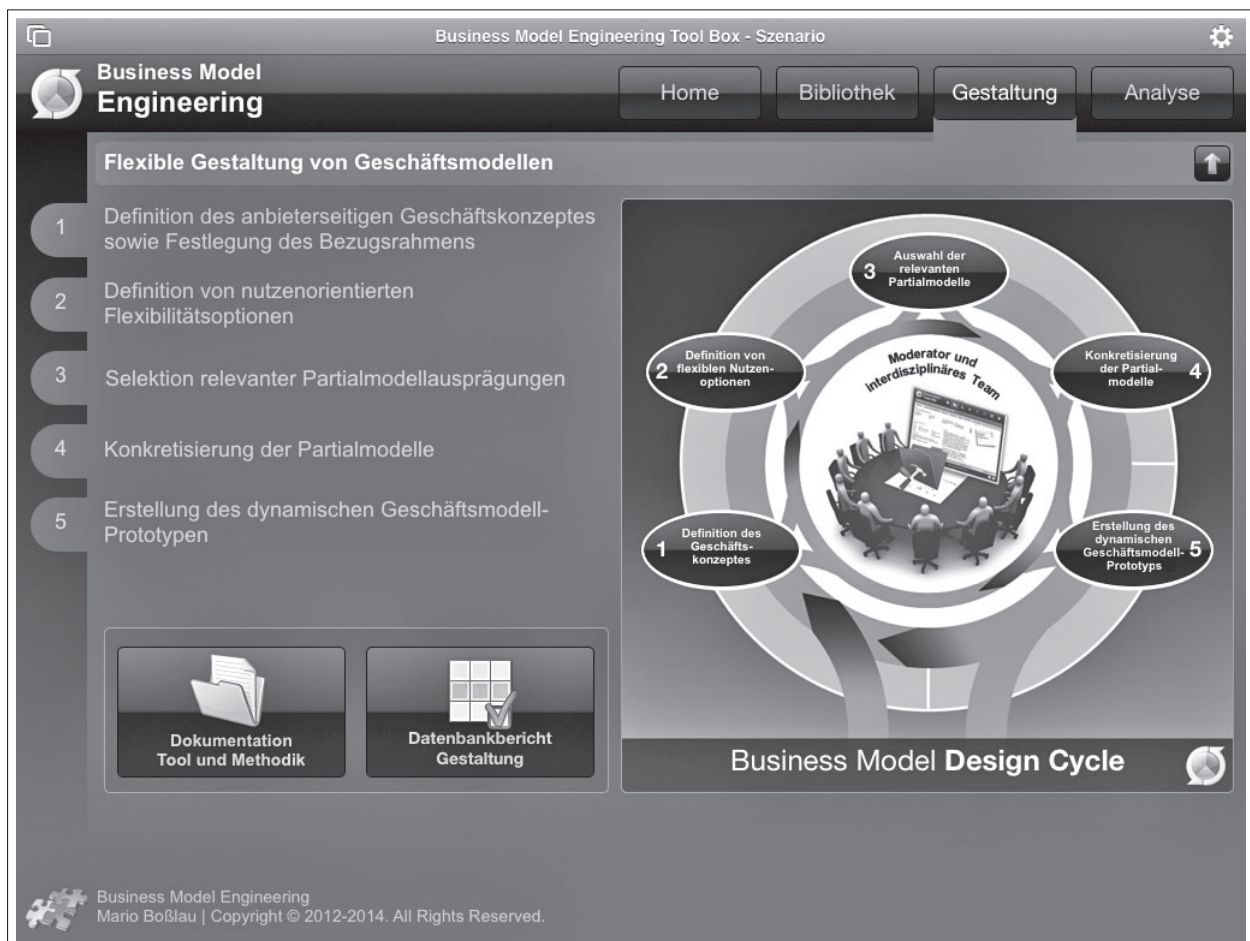 Business Model Engineering Tool Box - Szenario
Business Model
Engineering
Home
Bibliothek
Gestaltung
Analyse
Flexible Gestaltung von Geschäftsmodellen
1
Definition des anbieterseitigen Geschäftskonzeptes
sowie Festlegung des Bezugsrahmens
2
Definition von nutzenorientierten
Flexibilitätsoptionen
3
Selektion relevanter Partialmodellausprägungen
4
Konkretisierung der Partialmodelle
5
Erstellung des dynamischen Geschäftsmodell-
Prototypen
Dokumentation
Tool und Methodik
Datenbankbericht
Gestaltung
3
Auswahl der
relevanten
Partialmodelle
2
Definition von
flexiblen Nutzen-
optionen
Konkretisierung
der Partial-
modelle
4
Moderator und
interdisziplinäres Team
1
Definition des
Geschäfts-
konzeptes
Erstellung des
dynamischen
Geschäftsmodell-
Prototyps
5
Business Model Design Cycle
Business Model Engineering
Mario Boßlau | Copyright © 2012-2014. All Rights Reserved.